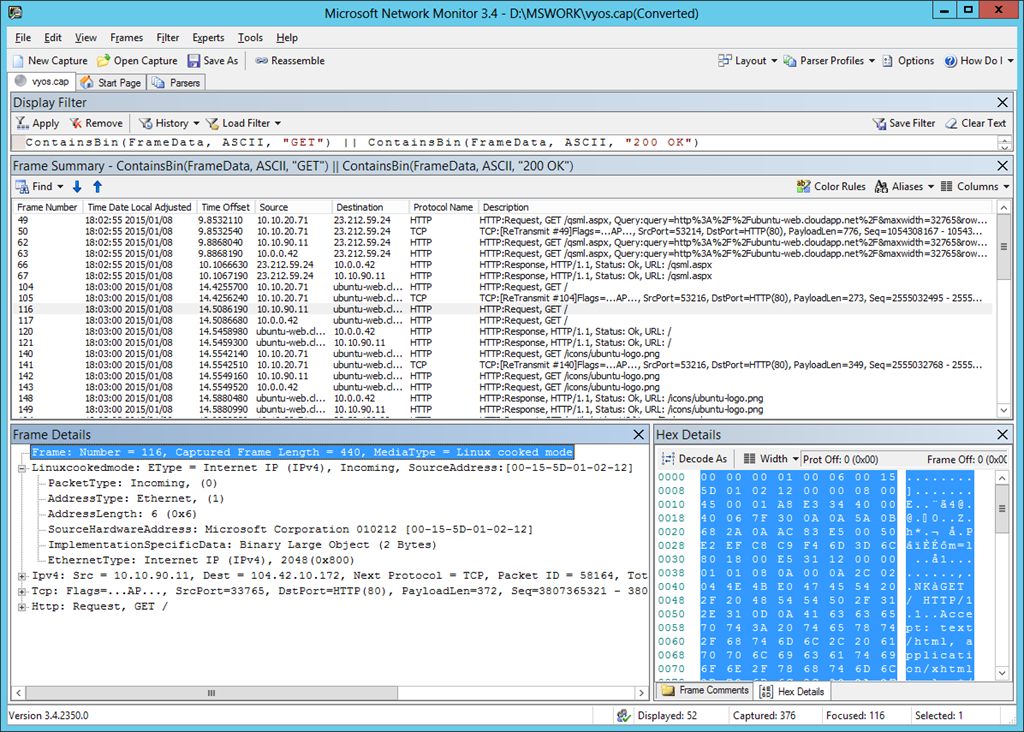 Microsoft Network Monitor 3.4 - D:\MSWORK\vyos.cap(Converted)
File Edit View Frames Filter Experts Tools Help
New Capture Open Capture Save As Reassemble Layout Parser Profiles Options How Do I
vyos.cap Start Page Parsers
Display Filter
Apply Remove History Load Filter Save Filter Clear Text
ContainsBin(FrameData, ASCII, "GET") || ContainsBin(FrameData, ASCII, "200 OK")
Frame Summary - ContainsBin(FrameData, ASCII, "GET") || ContainsBin(FrameData, ASCII, "200 OK")
Find Color Rules Aliases Columns
Frame Number Time Date Local Adjusted Time Offset Source Destination Protocol Name Description
49 18:02:55 2015/01/08 9.8532110 10.10.20.71 23.212.59.24 HTTP HTTP:Request, GET /qsml.aspx, Query:query=http%3A%2F%2Fubuntu-web.cloudapp.net%2F&maxwidth=32765&row...
50 18:02:55 2015/01/08 9.8532540 10.10.20.71 23.212.59.24 TCP TCP:[ReTransmit #49]Flags=...AP..., SrcPort=53214, DstPort=HTTP(80), PayloadLen=776, Seq=1054308167 - 10543...
62 18:02:55 2015/01/08 9.8868040 10.10.90.11 23.212.59.24 HTTP HTTP:Request, GET /qsml.aspx, Query:query=http%3A%2F%2Fubuntu-web.cloudapp.net%2F&maxwidth=32765&row...
63 18:02:55 2015/01/08 9.8868190 10.0.0.42 23.212.59.24 HTTP HTTP:Request, GET /qsml.aspx, Query:query=http%3A%2F%2Fubuntu-web.cloudapp.net%2F&maxwidth=32765&row...
66 18:02:55 2015/01/08 10.1066630 23.212.59.24 10.0.0.42 HTTP HTTP:Response, HTTP/1.1, Status: Ok, URL: /qsml.aspx
67 18:02:55 2015/01/08 10.1067190 23.212.59.24 10.10.90.11 HTTP HTTP:Response, HTTP/1.1, Status: Ok, URL: /qsml.aspx
104 18:03:00 2015/01/08 14.4255700 10.10.20.71 ubuntu-web.cl... HTTP HTTP:Request, GET /
105 18:03:00 2015/01/08 14.4256240 10.10.20.71 ubuntu-web.cl... TCP TCP:[ReTransmit #104]Flags=...AP..., SrcPort=53216, DstPort=HTTP(80), PayloadLen=273, Seq=2555032495 - 2555...
116 18:03:00 2015/01/08 14.5086190 10.10.90.11 ubuntu-web.cl... HTTP HTTP:Request, GET /
117 18:03:00 2015/01/08 14.5086680 10.0.0.42 ubuntu-web.cl... HTTP HTTP:Request, GET /
120 18:03:00 2015/01/08 14.5458980 ubuntu-web.cl... 10.0.0.42 HTTP HTTP:Response, HTTP/1.1, Status: Ok, URL: /
121 18:03:00 2015/01/08 14.5459300 ubuntu-web.cl... 10.10.90.11 HTTP HTTP:Response, HTTP/1.1, Status: Ok, URL: /
140 18:03:00 2015/01/08 14.5542140 10.10.20.71 ubuntu-web.cl... HTTP HTTP:Request, GET /icons/ubuntu-logo.png
141 18:03:00 2015/01/08 14.5542510 10.10.20.71 ubuntu-web.cl... TCP TCP:[ReTransmit #140]Flags=...AP..., SrcPort=53216, DstPort=HTTP(80), PayloadLen=349, Seq=2555032768 - 2555...
142 18:03:00 2015/01/08 14.5549160 10.10.90.11 ubuntu-web.cl... HTTP HTTP:Request, GET /icons/ubuntu-logo.png
143 18:03:00 2015/01/08 14.5549520 10.0.0.42 ubuntu-web.cl... HTTP HTTP:Request, GET /icons/ubuntu-logo.png
148 18:03:00 2015/01/08 14.5880480 ubuntu-web.cl... 10.0.0.42 HTTP HTTP:Response, HTTP/1.1, Status: Ok, URL: /icons/ubuntu-logo.png
149 18:03:00 2015/01/08 14.5880990 ubuntu-web.cl... 10.10.90.11 HTTP HTTP:Response, HTTP/1.1, Status: Ok, URL: /icons/ubuntu-logo.png
Frame Details
Frame: Number = 116, Captured Frame Length = 440, MediaType = Linux cooked mode
Linuxcookedmode: EType = Internet IP (IPv4), Incoming, SourceAddress:[00-15-5D-01-02-12]
PacketType: Incoming, (0)
AddressType: Ethernet, (1)
AddressLength: 6 (0x6)
SourceHardwareAddress: Microsoft Corporation 010212 [00-15-5D-01-02-12]
ImplementationSpecificData: Binary Large Object (2 Bytes)
EthernetType: Internet IP (IPv4), 2048(0x800)
Ipv4: Src = 10.10.90.11, Dest = 104.42.10.172, Next Protocol = TCP, Packet ID = 58164, Tot
Tcp: Flags=...AP..., SrcPort=33765, DstPort=HTTP(80), PayloadLen=372, Seq=3807365321 - 380
Http: Request, GET /
Hex Details
Decode As Width Prot Off: 0 (0x00) Frame Off: 0 (0x00
0000 00 00 00 01 00 06 00 15 ........
0008 5D 01 02 12 00 00 08 00 ].......
0010 45 00 01 A8 E3 34 40 00 E..¨ã4@.
0018 40 06 7F 30 0A 0A 5A 0B @.0..Z.
0020 68 2A 0A AC 83 E5 00 50 h*.¬.å.P
0028 E2 EF C8 C9 F4 6D 3D 6C âïÈÉôm=l
0030 80 18 00 E5 31 12 00 00 ...å1...
0038 01 01 08 0A 00 0A 2C 02 ......,.
0040 04 4E 4B E0 47 45 54 20 .NKàGET
0048 2F 20 48 54 54 50 2F 31 / HTTP/1
0050 2E 31 0D 0A 41 63 63 65 .1..Acce
0058 70 74 3A 20 74 65 78 74 pt: text
0060 2F 68 74 6D 6C 2C 20 61 /html, a
0068 70 70 6C 69 63 61 74 69 pplicati
0070 6F 6E 2F 78 68 74 6D 6C on/xhtml
Frame Comments Hex Details
Version 3.4.2350.0 Displayed: 52 Captured: 376 Focused: 116 Selected: 1